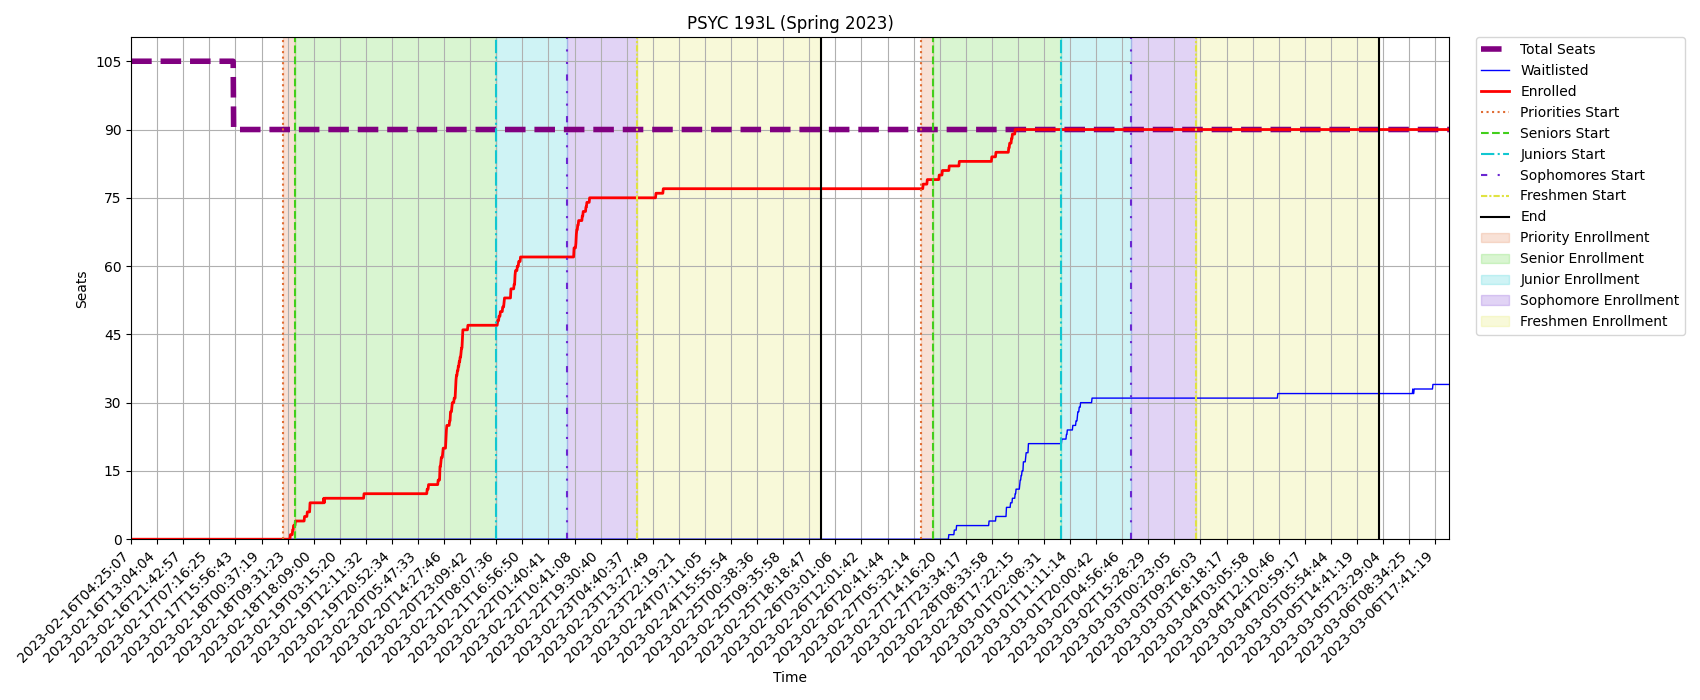 PSYC 193L (Spring 2023)
105
90
75
60
45
30
15
0
Seats
2023-02-16T04:25:07
2023-02-16T13:04:04
2023-02-16T21:42:57
2023-02-17T07:16:25
2023-02-17T15:56:43
2023-02-18T00:37:19
2023-02-18T09:31:23
2023-02-18T18:09:00
2023-02-19T03:15:20
2023-02-19T12:11:32
2023-02-19T20:52:34
2023-02-20T05:47:33
2023-02-20T14:27:46
2023-02-20T23:09:42
2023-02-21T08:07:36
2023-02-21T16:56:50
2023-02-22T01:40:41
2023-02-22T10:41:08
2023-02-22T19:30:40
2023-02-23T04:40:37
2023-02-23T13:27:49
2023-02-23T22:19:21
2023-02-24T07:11:05
2023-02-24T15:55:54
2023-02-25T00:38:36
2023-02-25T09:35:58
2023-02-25T18:18:47
2023-02-26T03:01:06
2023-02-26T12:01:42
2023-02-26T20:41:44
2023-02-27T05:32:14
2023-02-27T14:16:20
2023-02-27T23:34:17
2023-02-28T08:33:58
2023-02-28T17:22:15
2023-03-01T02:08:31
2023-03-01T11:11:14
2023-03-01T20:00:42
2023-03-02T04:56:46
2023-03-02T15:28:29
2023-03-03T00:23:05
2023-03-03T09:26:03
2023-03-03T18:18:17
2023-03-04T03:05:58
2023-03-04T12:10:46
2023-03-04T20:59:17
2023-03-05T05:54:44
2023-03-05T14:41:19
2023-03-05T23:29:04
2023-03-06T08:34:25
2023-03-06T17:41:19
Time
Total Seats
Waitlisted
Enrolled
Priorities Start
Seniors Start
Juniors Start
Sophomores Start
Freshmen Start
End
Priority Enrollment
Senior Enrollment
Junior Enrollment
Sophomore Enrollment
Freshmen Enrollment